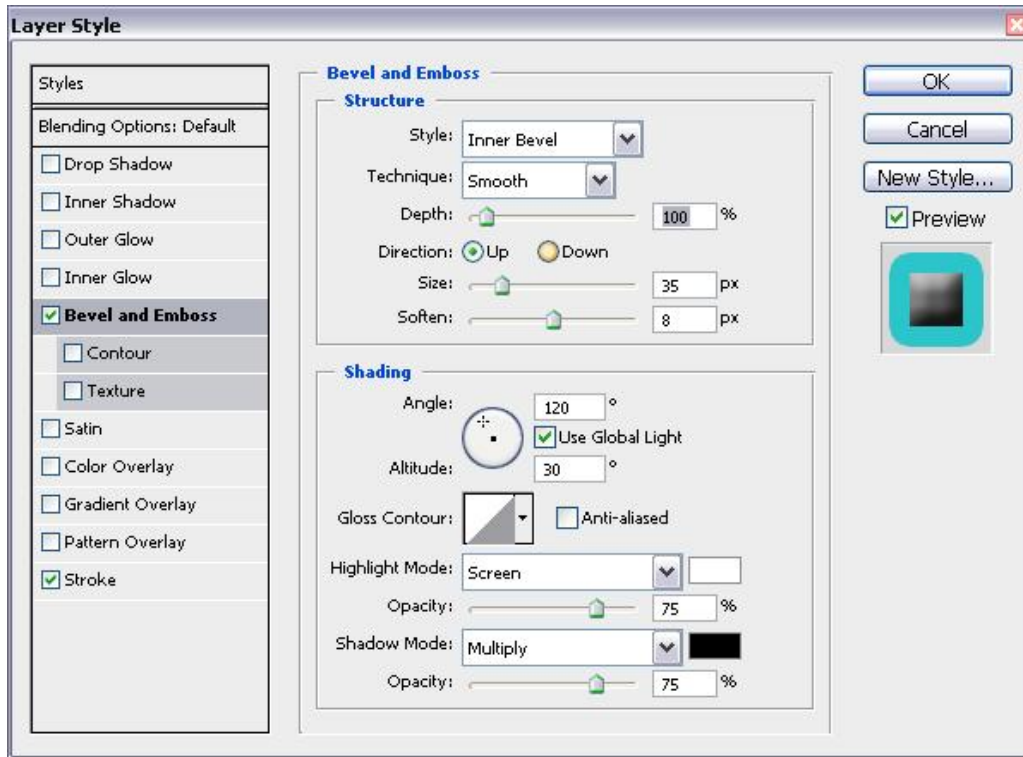 Layer Style
Styles
Blending Options: Default
Drop Shadow
Inner Shadow
Outer Glow
Inner Glow
Bevel and Emboss
Contour
Texture
Satin
Color Overlay
Gradient Overlay
Pattern Overlay
Stroke
Bevel and Emboss
Structure
Style: Inner Bevel
Technique: Smooth
Depth: 100 %
Direction: Up Down
Size: 35 px
Soften: 8 px
Shading
Angle: 120 °
Use Global Light
Altitude: 30 °
Gloss Contour: Anti-aliased
Highlight Mode: Screen
Opacity: 75 %
Shadow Mode: Multiply
Opacity: 75 %
OK
Cancel
New Style...
Preview